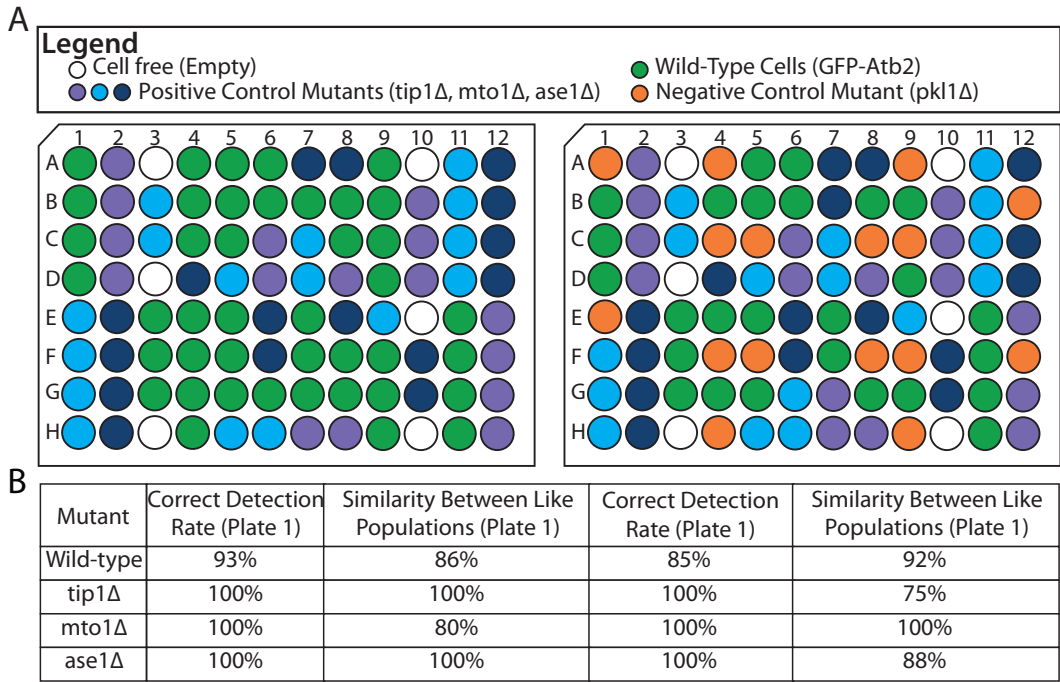 A
Legend
Cell free (Empty)
Wild-Type Cells (GFP-Atb2)
Positive Control Mutants (tip1Δ, mto1Δ, ase1Δ)
Negative Control Mutant (pkl1Δ)
1 2 3 4 5 6 7 8 9 10 11 12
A
B
C
D
E
F
G
H
1 2 3 4 5 6 7 8 9 10 11 12
A
B
C
D
E
F
G
H
B
Mutant
Correct Detection
Rate (Plate 1)
Similarity Between Like
Populations (Plate 1)
Correct Detection
Rate (Plate 1)
Similarity Between Like
Populations (Plate 1)
Wild-type 93% 86% 85% 92%
tip1Δ 100% 100% 100% 75%
mto1Δ 100% 80% 100% 100%
ase1Δ 100% 100% 100% 88%